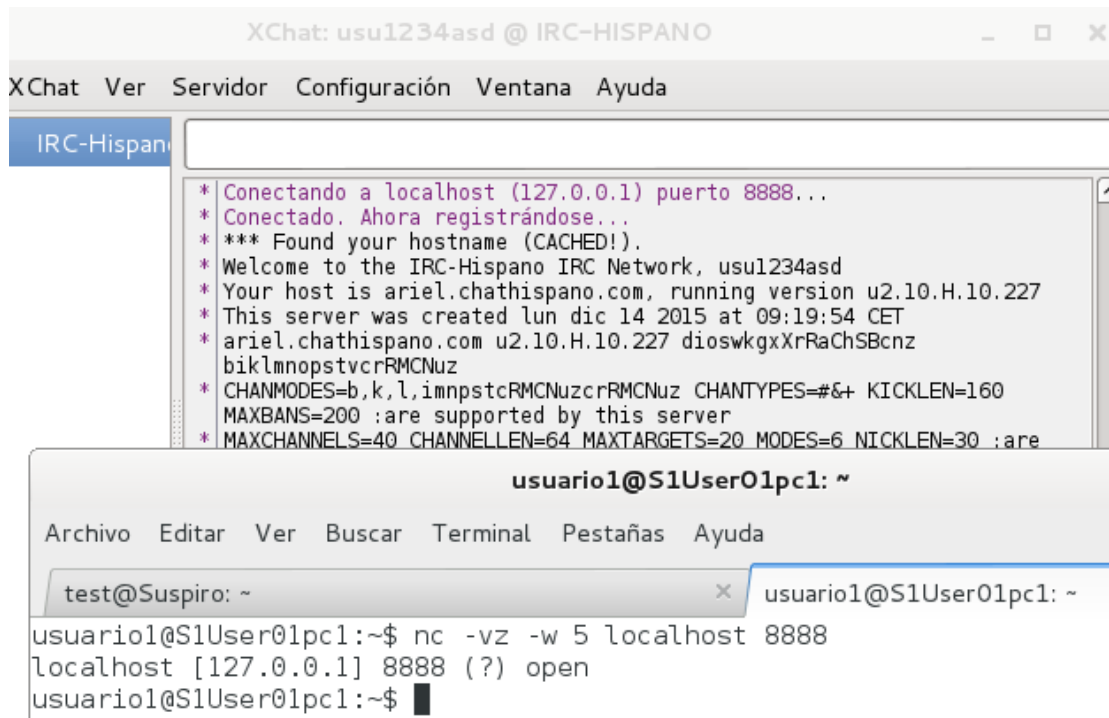 XChat: usu1234asd @ IRC-HISPANO
XChat Ver Servidor Configuración Ventana Ayuda
IRC-Hispano
* Conectando a localhost (127.0.0.1) puerto 8888...
* Conectado. Ahora registrándose...
* *** Found your hostname (CACHED!).
* Welcome to the IRC-Hispano IRC Network, usu1234asd
* Your host is ariel.chathispano.com, running version u2.10.H.10.227
* This server was created lun dic 14 2015 at 09:19:54 CET
* ariel.chathispano.com u2.10.H.10.227 dioswkgxXrRaChSBcnz
biklmnopstvcrRMCNuz
* CHANMODES=b,k,l,imnpstcRMCNuzcrRMCNuz CHANTYPES=#&+ KICKLEN=160
MAXBANS=200 :are supported by this server
* MAXCHANNELS=40 CHANNELLEN=64 MAXTARGETS=20 MODES=6 NICKLEN=30 :are
usuario1@S1User01pc1: ~
Archivo Editar Ver Buscar Terminal Pestañas Ayuda
test@Suspiro: ~
usuario1@S1User01pc1: ~
usuario1@S1User01pc1:~$ nc -vz -w 5 localhost 8888
localhost [127.0.0.1] 8888 (?) open
usuario1@S1User01pc1:~$